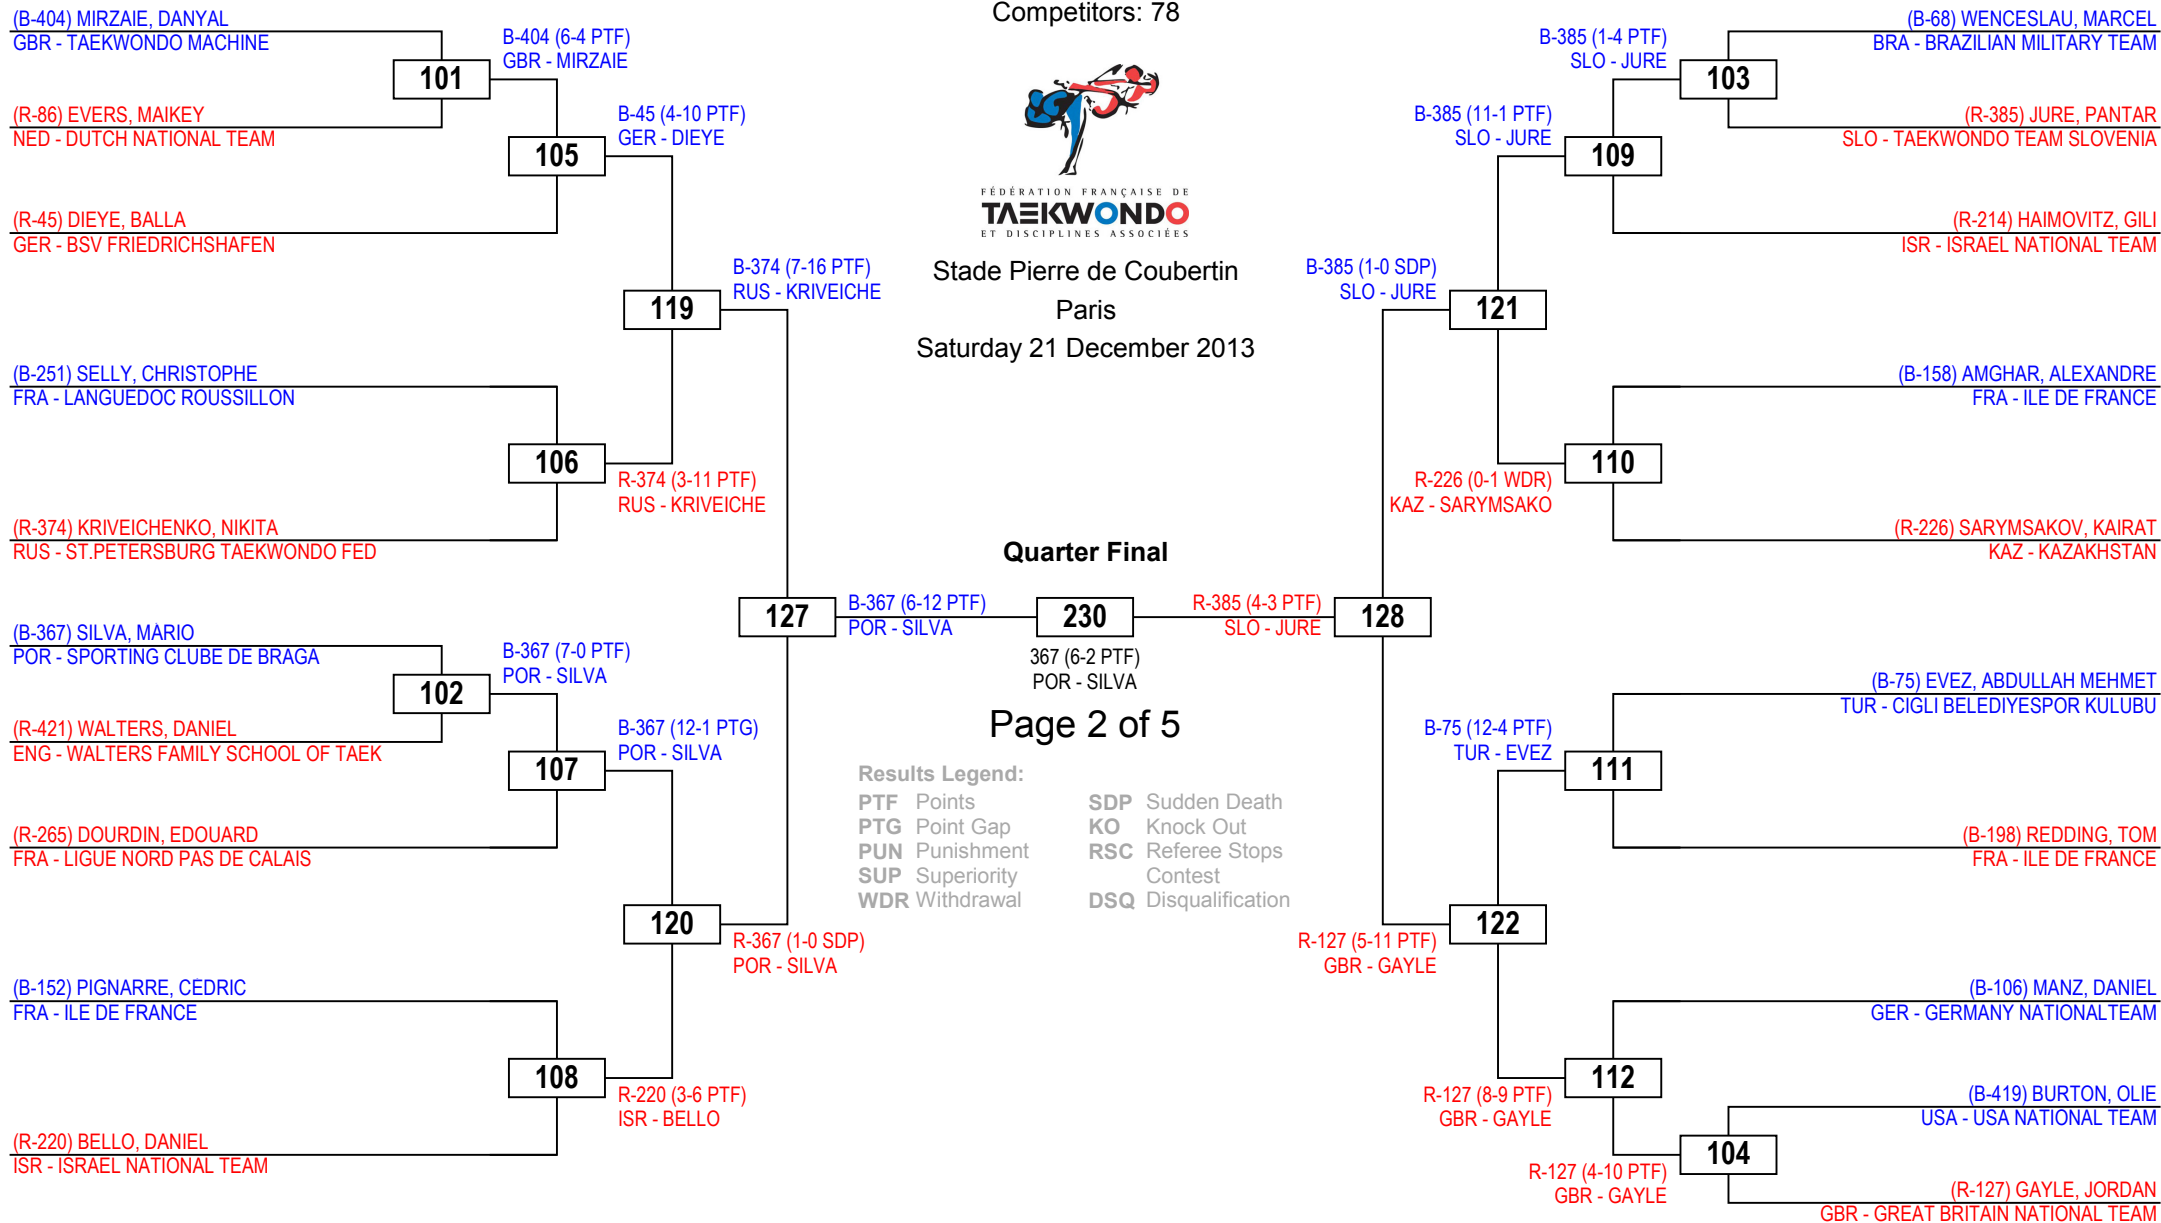 (B-404) MIRZAIE, DANYAL
GBR - TAEKWONDO MACHINE
(R-86) EVERS, MAIKEY
NED - DUTCH NATIONAL TEAM
101
B-404 (6-4 PTF)
GBR - MIRZAIE
(R-45) DIEYE, BALLA
GER - BSV FRIEDRICHSHAFEN
105
B-45 (4-10 PTF)
GER - DIEYE
(B-251) SELLY, CHRISTOPHE
FRA - LANGUEDOC ROUSSILLON
(R-374) KRIVEICHENKO, NIKITA
RUS - ST.PETERSBURG TAEKWONDO FED
106
R-374 (3-11 PTF)
RUS - KRIVEICHE
119
B-374 (7-16 PTF)
RUS - KRIVEICHE
(B-367) SILVA, MÁRIO
POR - SPORTING CLUBE DE BRAGA
(R-421) WALTERS, DANIEL
ENG - WALTERS FAMILY SCHOOL OF TAEK
102
B-367 (7-0 PTF)
POR - SILVA
(R-265) DOURDIN, EDOUARD
FRA - LIGUE NORD PAS DE CALAIS
107
B-367 (12-1 PTG)
POR - SILVA
(B-152) PIGNARRE, CÉDRIC
FRA - ILE DE FRANCE
(R-220) BELLO, DANIEL
ISR - ISRAEL NATIONAL TEAM
108
R-220 (3-6 PTF)
ISR - BELLO
120
R-367 (1-0 SDP)
POR - SILVA
127
B-367 (6-12 PTF)
POR - SILVA
Competitors: 78
FÉDÉRATION FRANÇAISE DE
TAEKWONDO
ET DISCIPLINES ASSOCIÉES
Stade Pierre de Coubertin
Paris
Saturday 21 December 2013
Quarter Final
230
367 (6-2 PTF)
POR - SILVA
Page 2 of 5
Results Legend:
PTF Points
PTG Point Gap
PUN Punishment
SUP Superiority
WDR Withdrawal
SDP Sudden Death
KO Knock Out
RSC Referee Stops
Contest
DSQ Disqualification
(B-68) WENCESLAU, MARCEL
BRA - BRAZILIAN MILITARY TEAM
(R-385) JURE, PANTAR
SLO - TAEKWONDO TEAM SLOVENIA
103
B-385 (1-4 PTF)
SLO - JURE
(R-214) HAIMOVITZ, GILI
ISR - ISRAEL NATIONAL TEAM
109
B-385 (11-1 PTF)
SLO - JURE
(B-158) AMGHAR, ALEXANDRE
FRA - ILE DE FRANCE
(R-226) SARYMSAKOV, KAIRAT
KAZ - KAZAKHSTAN
110
R-226 (0-1 WDR)
KAZ - SARYMSAKO
121
B-385 (1-0 SDP)
SLO - JURE
128
R-385 (4-3 PTF)
SLO - JURE
(B-75) EVEZ, ABDULLAH MEHMET
TUR - CIGLI BELEDIYESPOR KULUBU
(B-198) REDDING, TOM
FRA - ILE DE FRANCE
111
B-75 (12-4 PTF)
TUR - EVEZ
122
R-127 (5-11 PTF)
GBR - GAYLE
(B-106) MANZ, DANIEL
GER - GERMANY NATIONALTEAM
112
R-127 (8-9 PTF)
GBR - GAYLE
(B-419) BURTON, OLIE
USA - USA NATIONAL TEAM
104
R-127 (4-10 PTF)
GBR - GAYLE
(R-127) GAYLE, JORDAN
GBR - GREAT BRITAIN NATIONAL TEAM